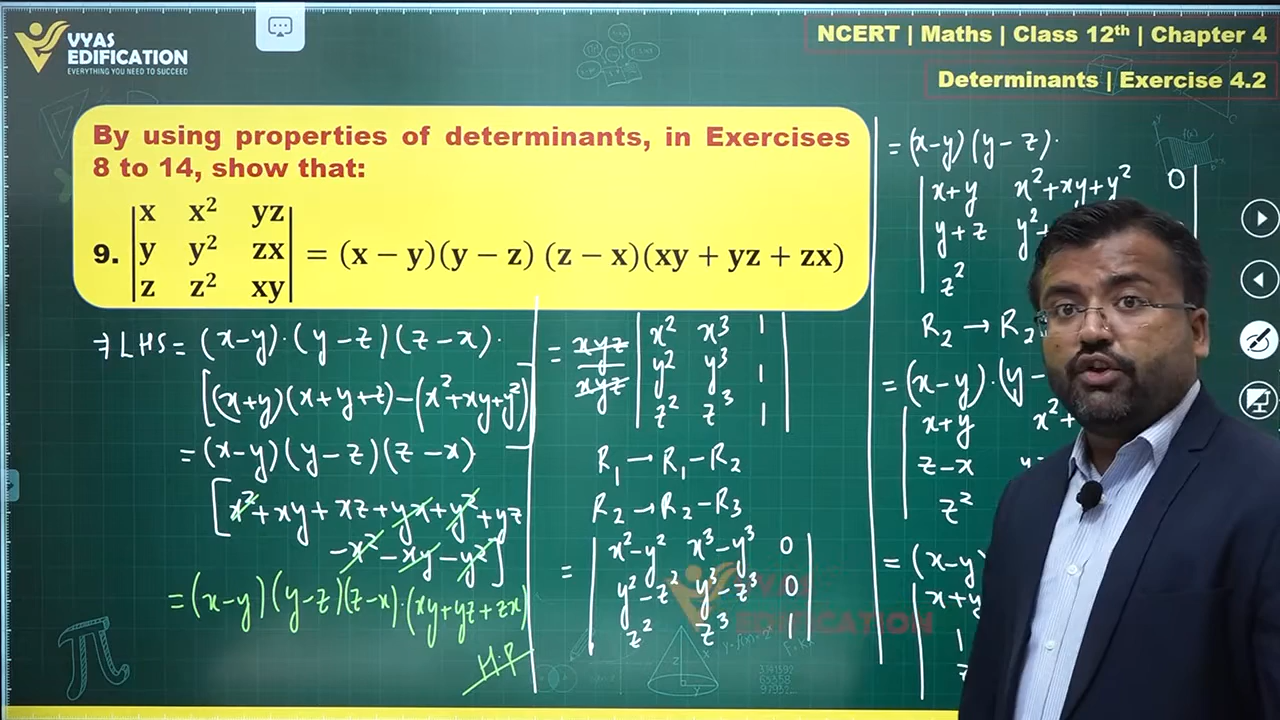 VYAS
EDIFICATION
EVERYTHING YOU NEED TO SUCCEED
NCERT | Maths | Class 12th | Chapter 4
Determinants | Exercise 4.2
By using properties of determinants, in Exercises
8 to 14, show that:
9. |x x² yz|
|y y² zx| = (x − y)(y − z) (z − x)(xy + yz + zx)
|z z² xy|
⇒ LHS = (x-y)·(y-z)(z-x)·
[(x+y)(x+y+z)-(x²+xy+y²)]
= (x-y)(y-z)(z-x)
[x²+xy+xz+yx+y²+yz
-x²-xy-y²]
= (x-y)(y-z)(z-x)·(xy+yz+zx)
H.P
= xyz/xyz |x² x³ 1|
|y² y³ 1|
|z² z³ 1|
R₁→R₁-R₂
R₂→R₂-R₃
|x²-y² x³-y³ 0|
= |y²-z² y³-z³ 0|
|z² z³ 1|
VYAS
EDIFICATION
= (x-y)(y-z)·
|x+y x²+xy+y² 0|
y+z y²+
z²
R₂→R₂
= (x-y)·(y-
x+y x²+
z-x
z²
= (x-y)
x+y
1